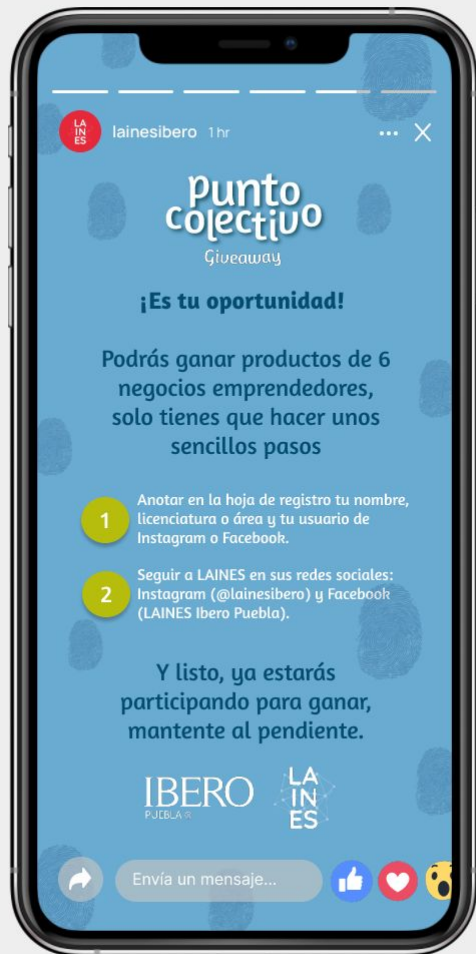 LA
IN
ES
lainesibero 1 hr
Punto
colectivo
Giveaway
¡Es tu oportunidad!
Podrás ganar productos de 6
negocios emprendedores,
solo tienes que hacer unos
sencillos pasos
1
Anotar en la hoja de registro tu nombre,
licenciatura o área y tu usuario de
Instagram o Facebook.
2
Seguir a LAINES en sus redes sociales:
Instagram (@lainesibero) y Facebook
(LAINES Ibero Puebla).
Y listo, ya estarás
participando para ganar,
mantente al pendiente.
IBERO
PUEBLA
LA
IN
ES
Envía un mensaje...